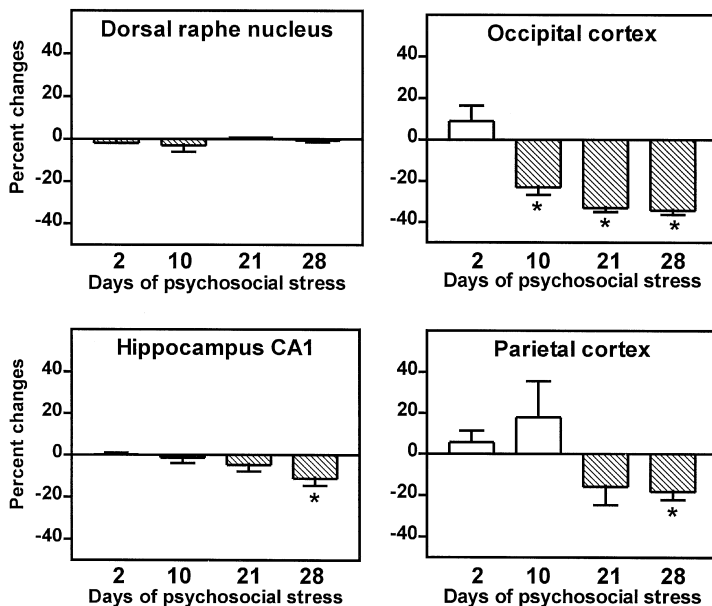 Dorsal raphe nucleus
Percent changes
40
20
0
-20
-40
2 10 21 28
Days of psychosocial stress
Occipital cortex
40
20
0
-20
-40
*
*
*
2 10 21 28
Days of psychosocial stress
Hippocampus CA1
Percent changes
40
20
0
-20
-40
*
2 10 21 28
Days of psychosocial stress
Parietal cortex
40
20
0
-20
-40
*
2 10 21 28
Days of psychosocial stress